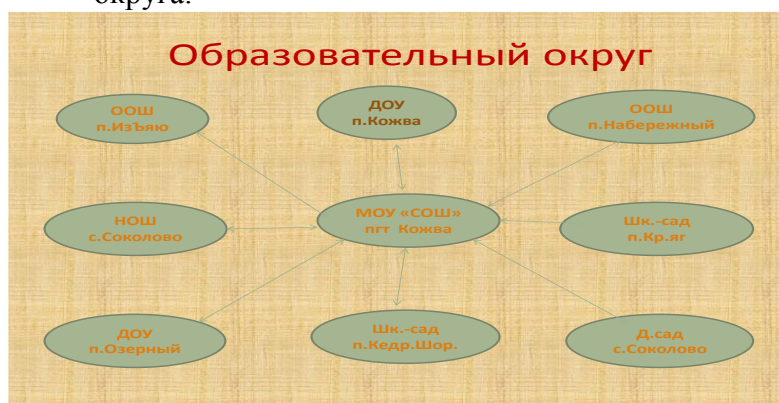 округа.
Образовательный округ
ООШ
п.ИзЪяю
ДОУ
п.Кожва
ООШ
п.Набережный
НОШ
с.Соколово
МОУ «СОШ»
пгт Кожва
Шк.-сад
п.Кр.яг
ДОУ
п.Озерный
Шк.-сад
п.Кедр.Шор.
Д.сад
с.Соколово